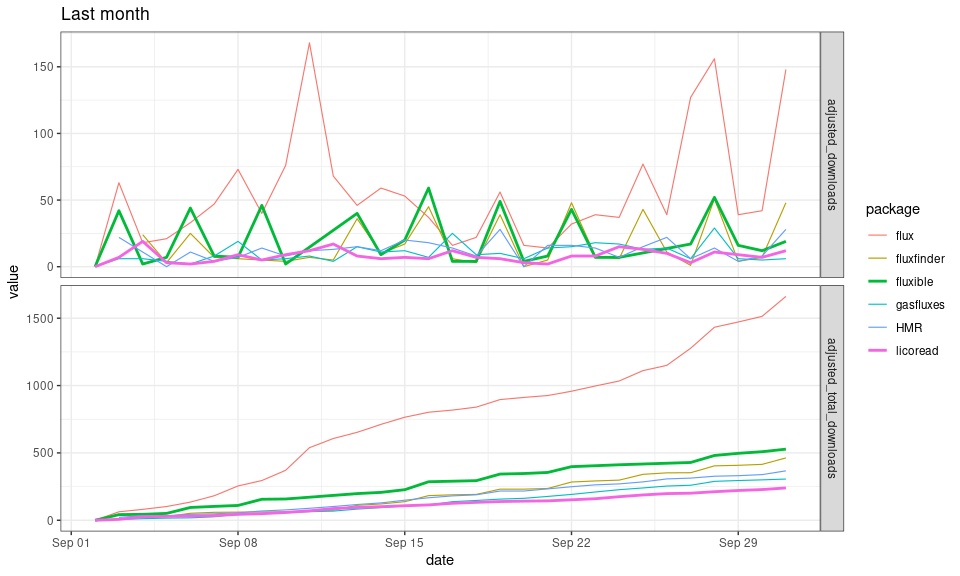 Last month
value
150
100
50
0
adjusted_downloads
1500
1000
500
0
adjusted_total_downloads
Sep 01
Sep 08
Sep 15
Sep 22
Sep 29
date
package
flux
fluxfinder
fluxible
gasfluxes
HMR
licoread